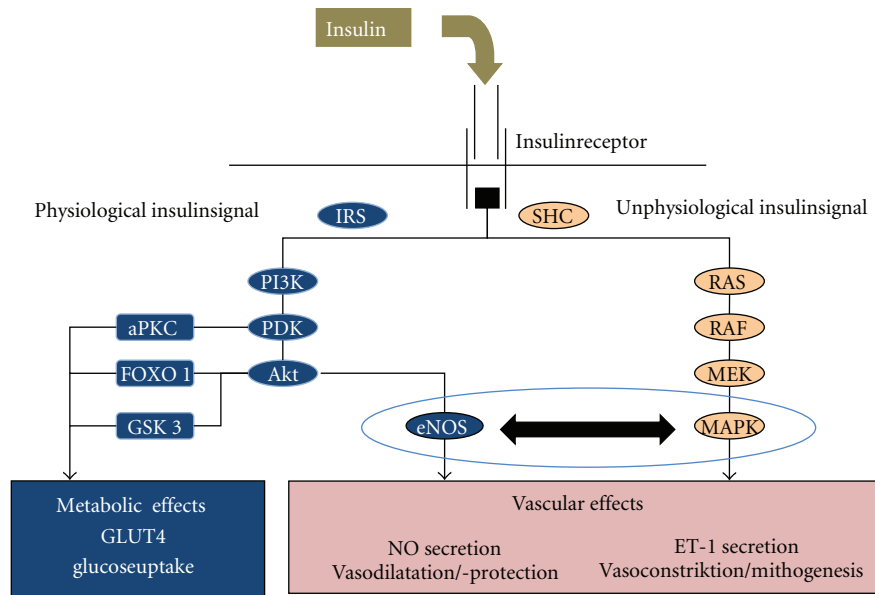 Insulin
Insulinreceptor
Physiological insulinsignal
IRS
SHC
Unphysiological insulinsignal
PI3K
RAS
aPKC
PDK
RAF
FOXO 1
Akt
MEK
GSK 3
eNOS
MAPK
Metabolic effects
GLUT4
glucoseuptake
Vascular effects
NO secretion
Vasodilatation/-protection
ET-1 secretion
Vasoconstriktion/mithogenesis